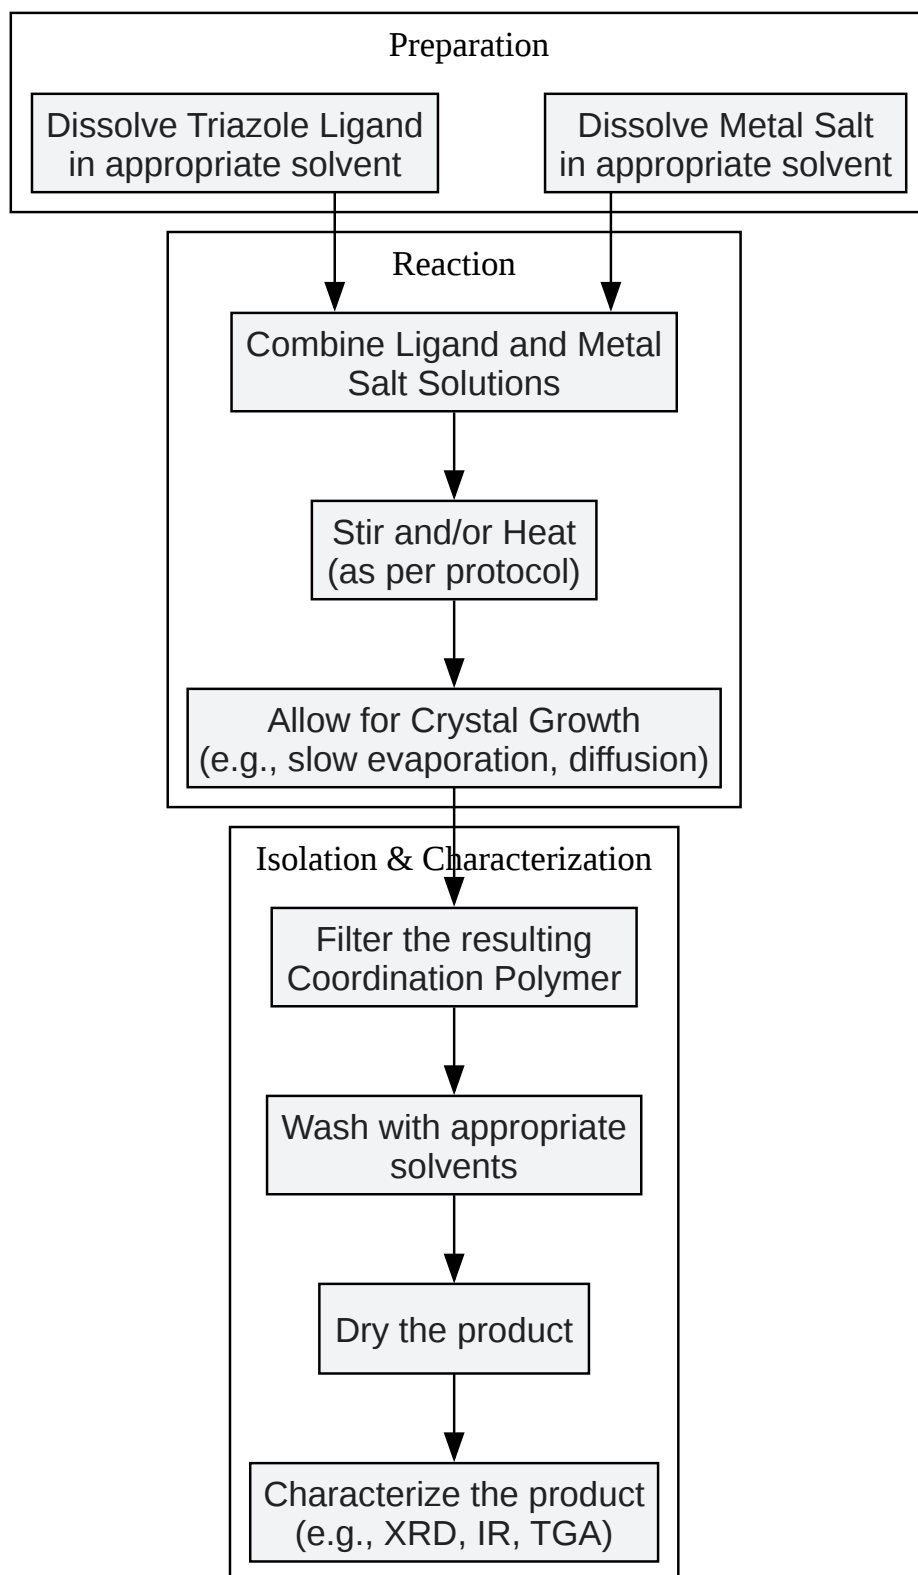 Preparation
Dissolve Triazole Ligand
in appropriate solvent
Dissolve Metal Salt
in appropriate solvent
Reaction
Combine Ligand and Metal
Salt Solutions
Stir and/or Heat
(as per protocol)
Allow for Crystal Growth
(e.g., slow evaporation, diffusion)
Isolation & Characterization
Filter the resulting
Coordination Polymer
Wash with appropriate
solvents
Dry the product
Characterize the product
(e.g., XRD, IR, TGA)